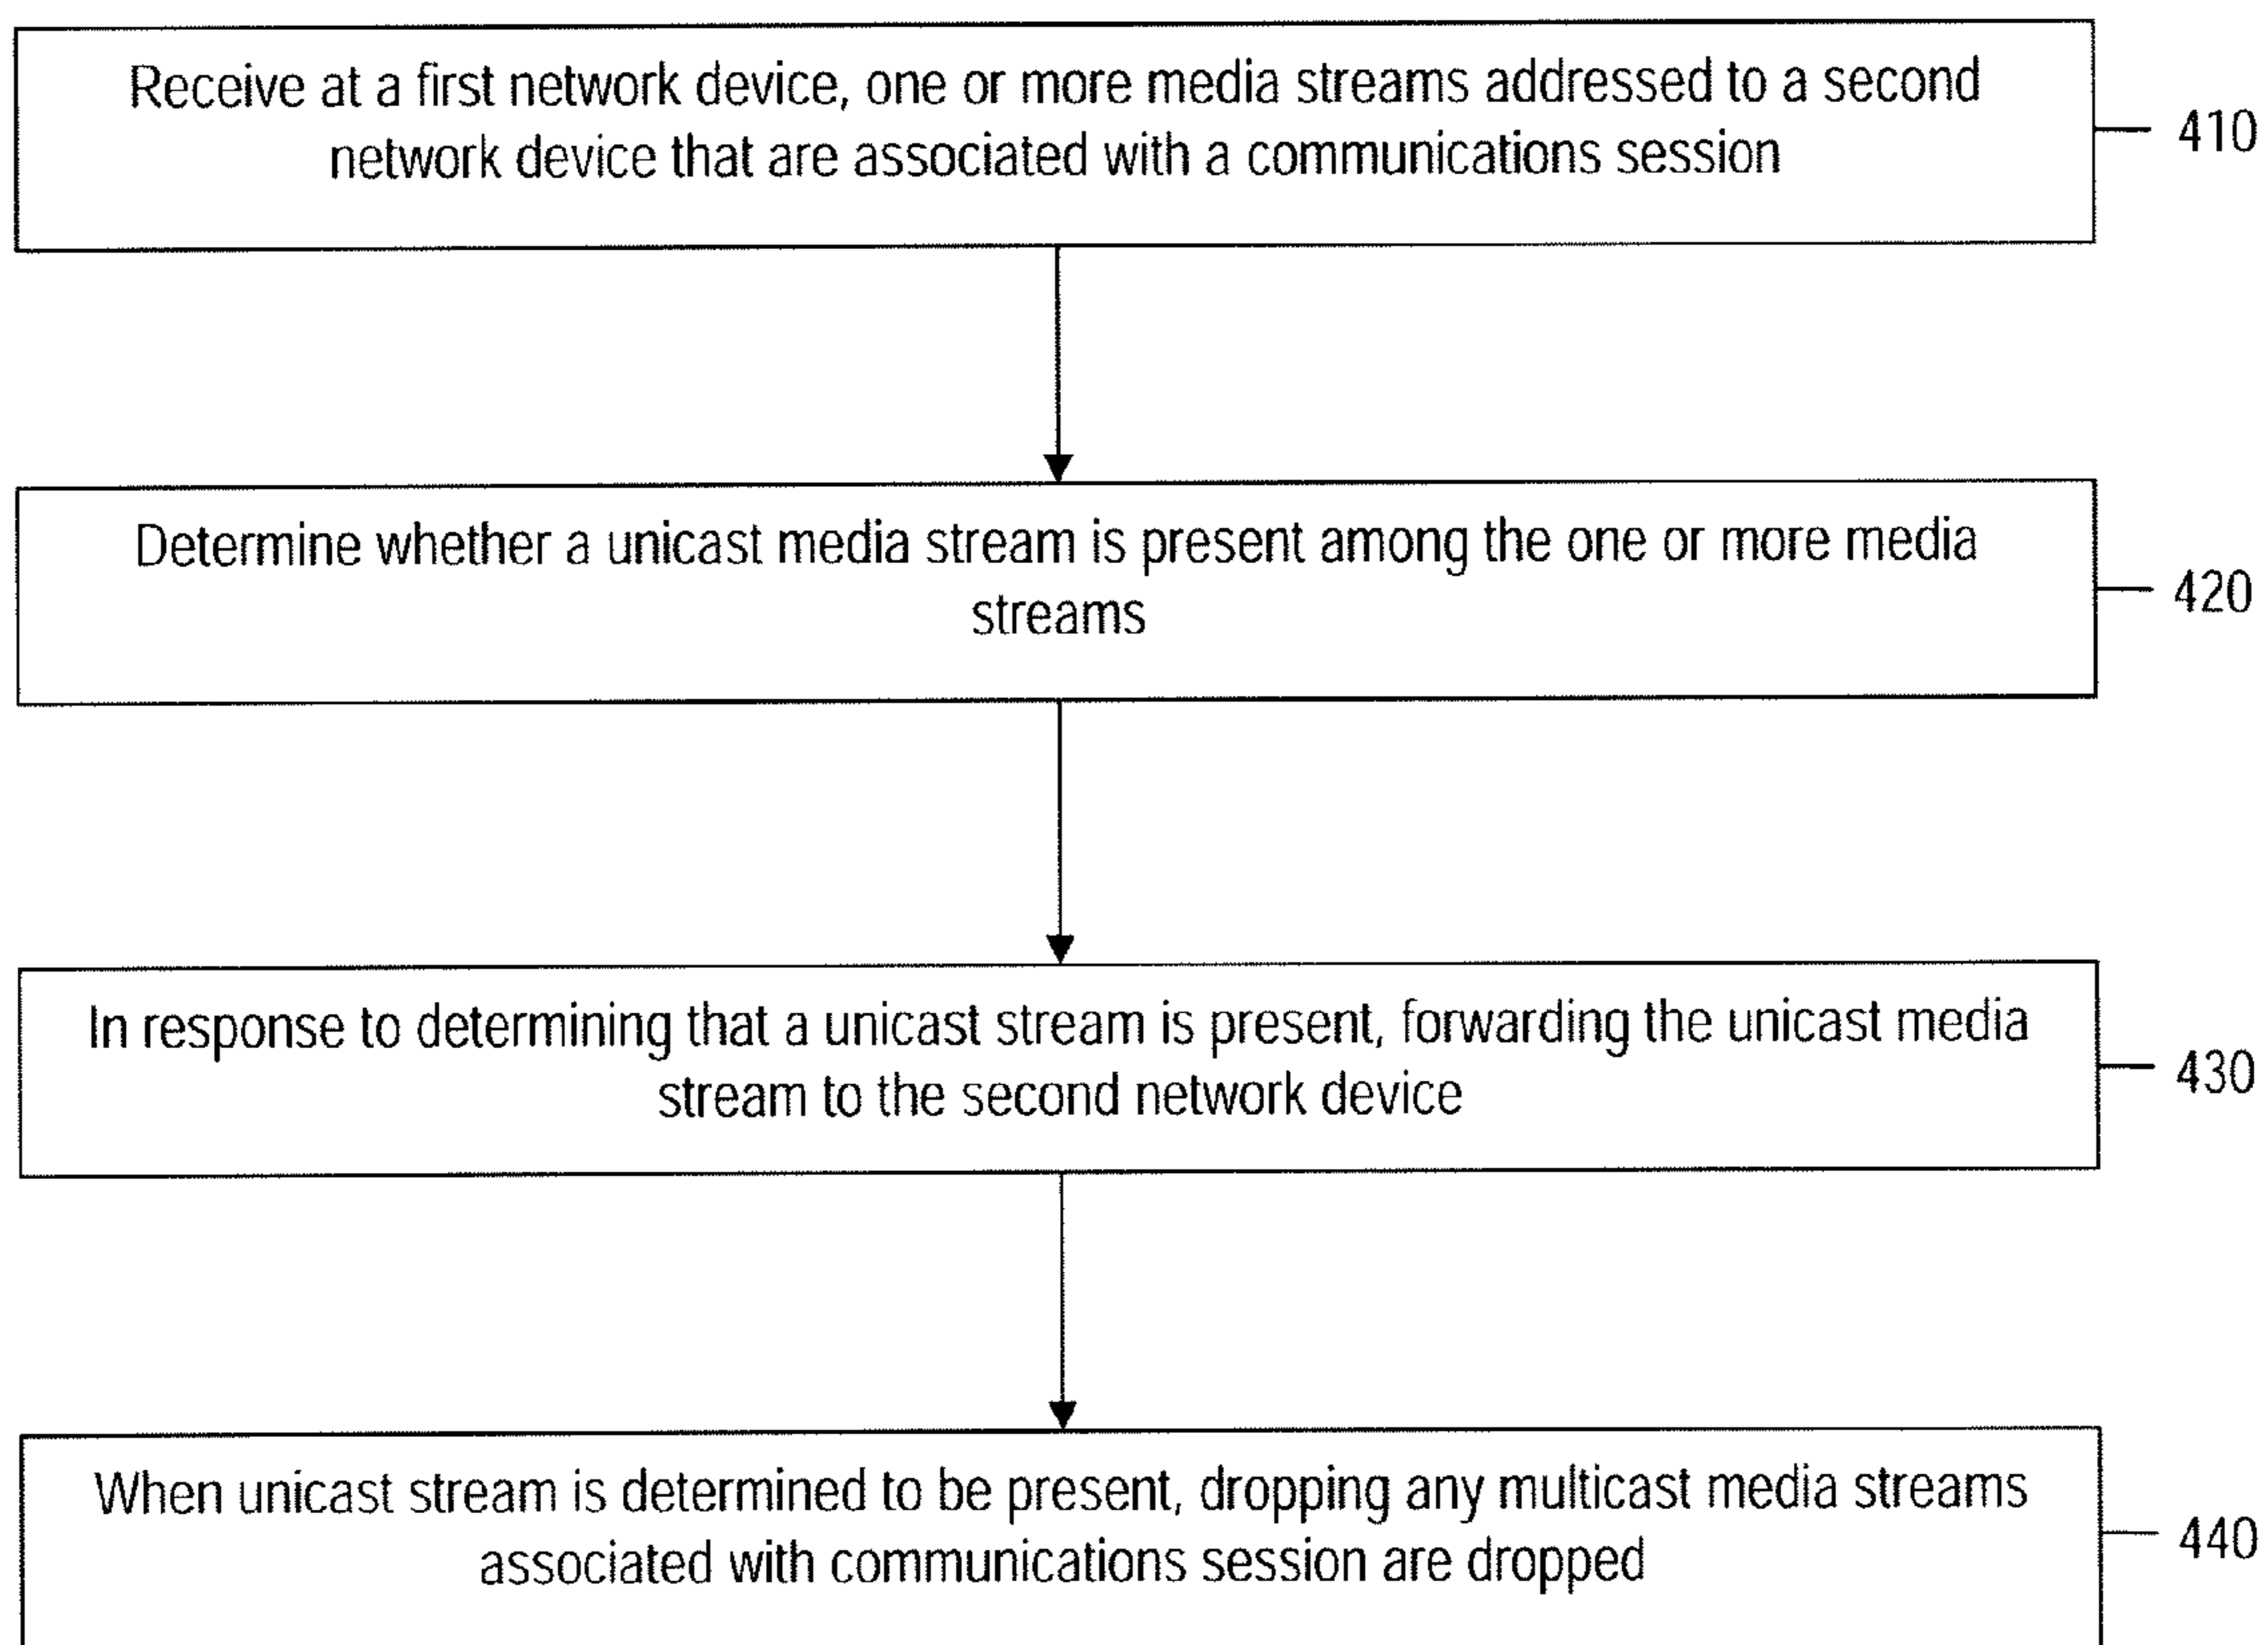 Receive at a first network device, one or more media streams addressed to a second
network device that are associated with a communications session
410
Determine whether a unicast media stream is present among the one or more media
streams
420
In response to determining that a unicast stream is present, forwarding the unicast media
stream to the second network device
430
When unicast stream is determined to be present, dropping any multicast media streams
associated with communications session are dropped
440